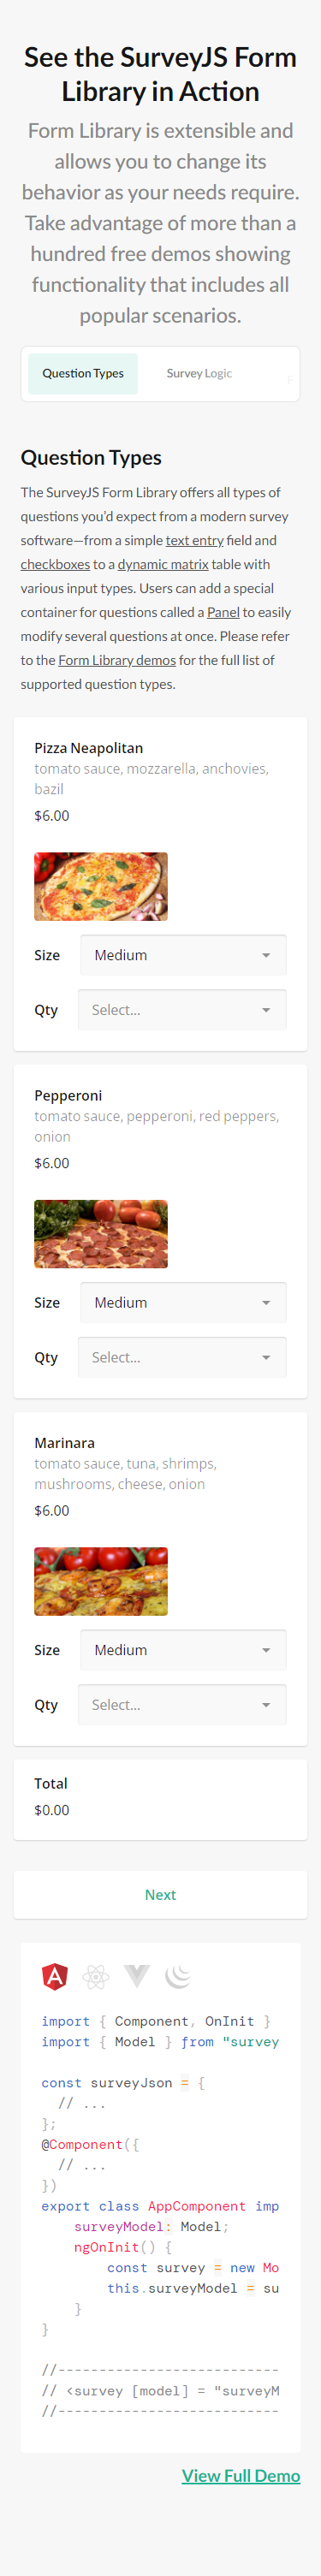 See the SurveyJS Form
Library in Action
Form Library is extensible and
allows you to change its
behavior as your needs require.
Take advantage of more than a
hundred free demos showing
functionality that includes all
popular scenarios.
Question Types
Survey Logic
Question Types
The SurveyJS Form Library offers all types of
questions you’d expect from a modern survey
software—from a simple text entry field and
checkboxes to a dynamic matrix table with
various input types. Users can add a special
container for questions called a Panel to easily
modify several questions at once. Please refer
to the Form Library demos for the full list of
supported question types.
Pizza Neapolitan
tomato sauce, mozzarella, anchovies,
bazil
$6.00
Size Medium
Qty Select...
Pepperoni
tomato sauce, pepperoni, red peppers,
onion
$6.00
Size Medium
Qty Select...
Marinara
tomato sauce, tuna, shrimps,
mushrooms, cheese, onion
$6.00
Size Medium
Qty Select...
Total
$0.00
Next
import { Component, OnInit }
import { Model } from "survey
const surveyJson = {
// ...
};
@Component({
// ...
})
export class AppComponent imp
surveyModel: Model;
ngOnInit() {
const survey = new Mo
this.surveyModel = su
}
}
//---------------------------
// <survey [model] = "surveyM
//---------------------------
View Full Demo